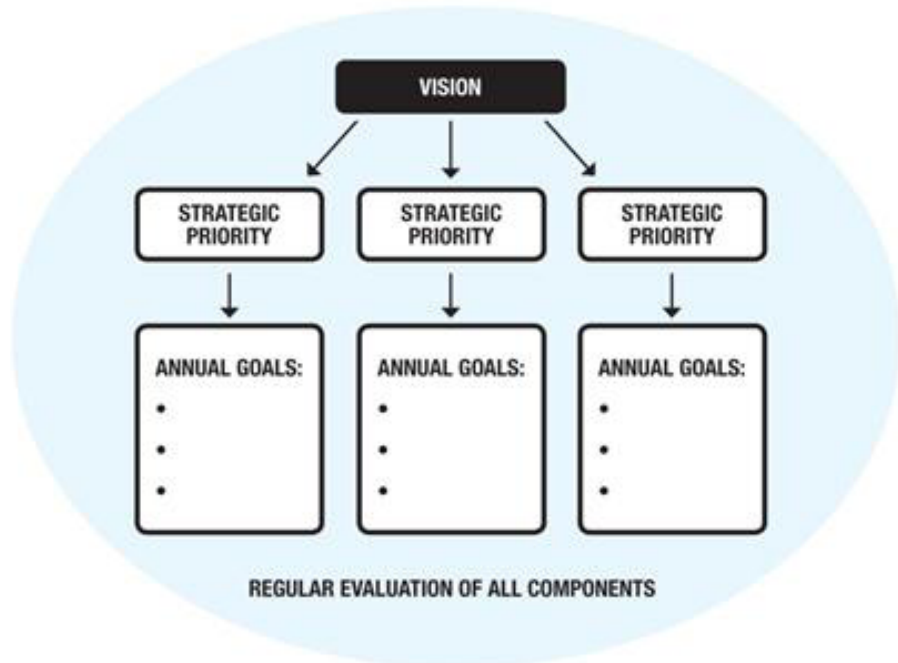 VISION
STRATEGIC
PRIORITY
STRATEGIC
PRIORITY
STRATEGIC
PRIORITY
ANNUAL GOALS:
•
•
•
ANNUAL GOALS:
•
•
•
ANNUAL GOALS:
•
•
•
REGULAR EVALUATION OF ALL COMPONENTS